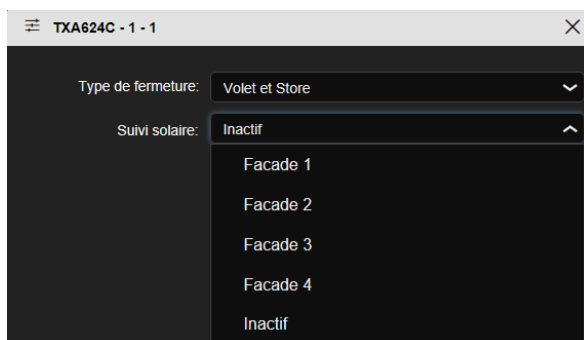 TXA624C - 1 - 1
Type de fermeture: Volet et Store
Suivi solaire: Inactif
Facade 1
Facade 2
Facade 3
Facade 4
Inactif